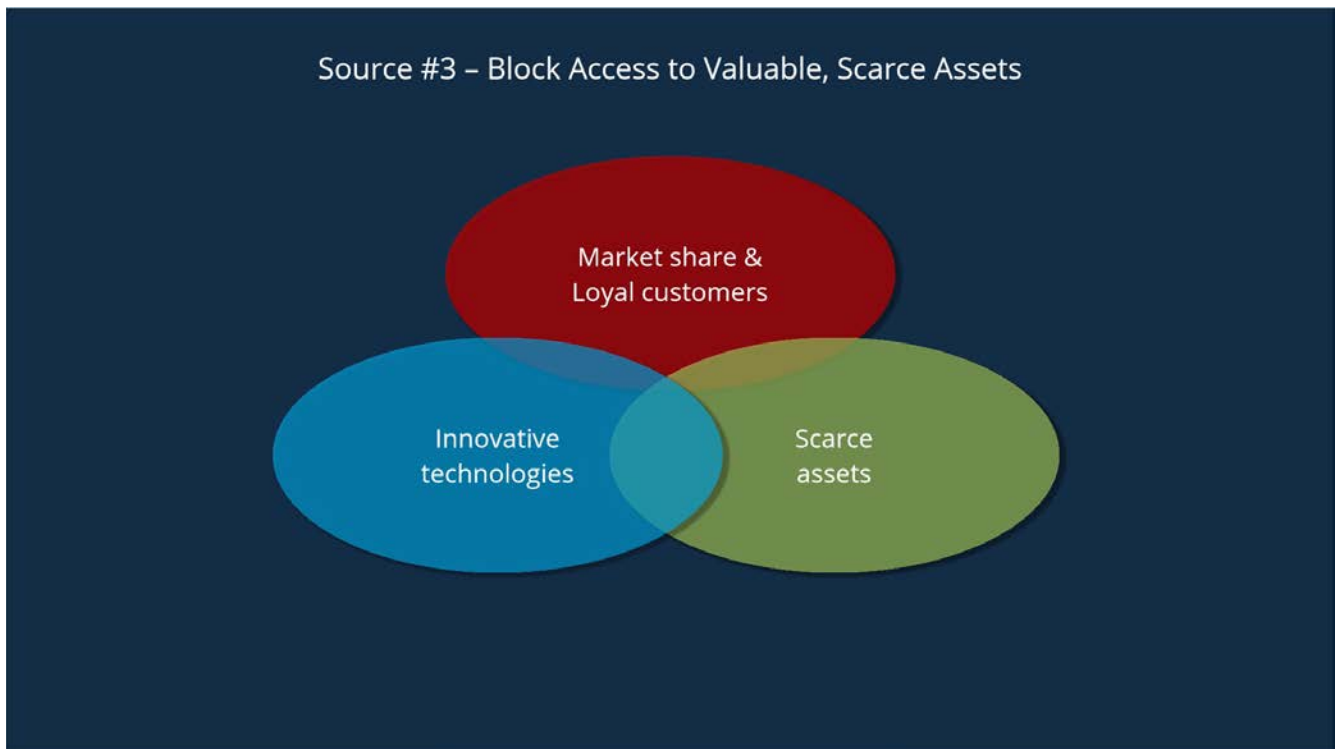 Source #3 – Block Access to Valuable, Scarce Assets
Market share &
Loyal customers
Innovative
technologies
Scarce
assets